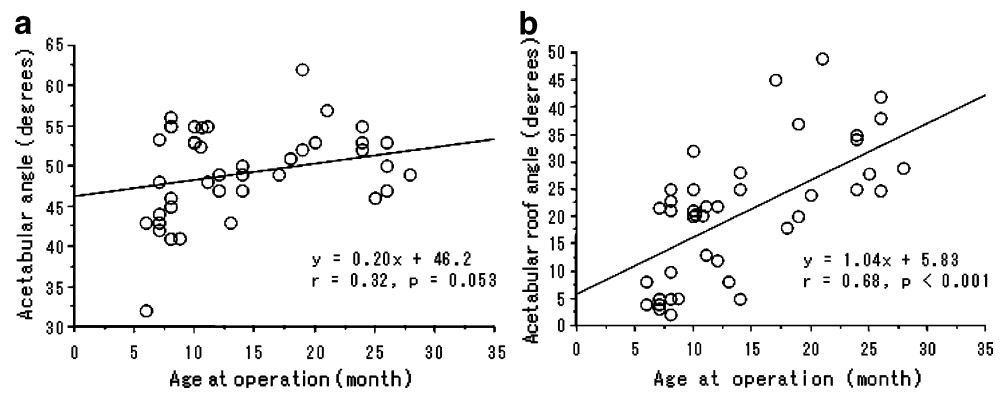 a
Acetabular angle (degrees)
65
60
55
50
45
40
35
30
y = 0.20x + 46.2
r = 0.32, p = 0.053
0 5 10 15 20 25 30 35
Age at operation (month)
b
Acetabular roof angle (degrees)
50
45
40
35
30
25
20
15
10
5
0
y = 1.04x + 5.83
r = 0.68, p < 0.001
0 5 10 15 20 25 30 35
Age at operation (month)